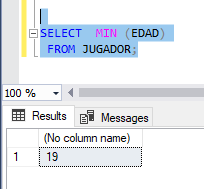 SELECT MIN (EDAD)
FROM JUGADOR;
100 %
Results Messages
(No column name)
1 19